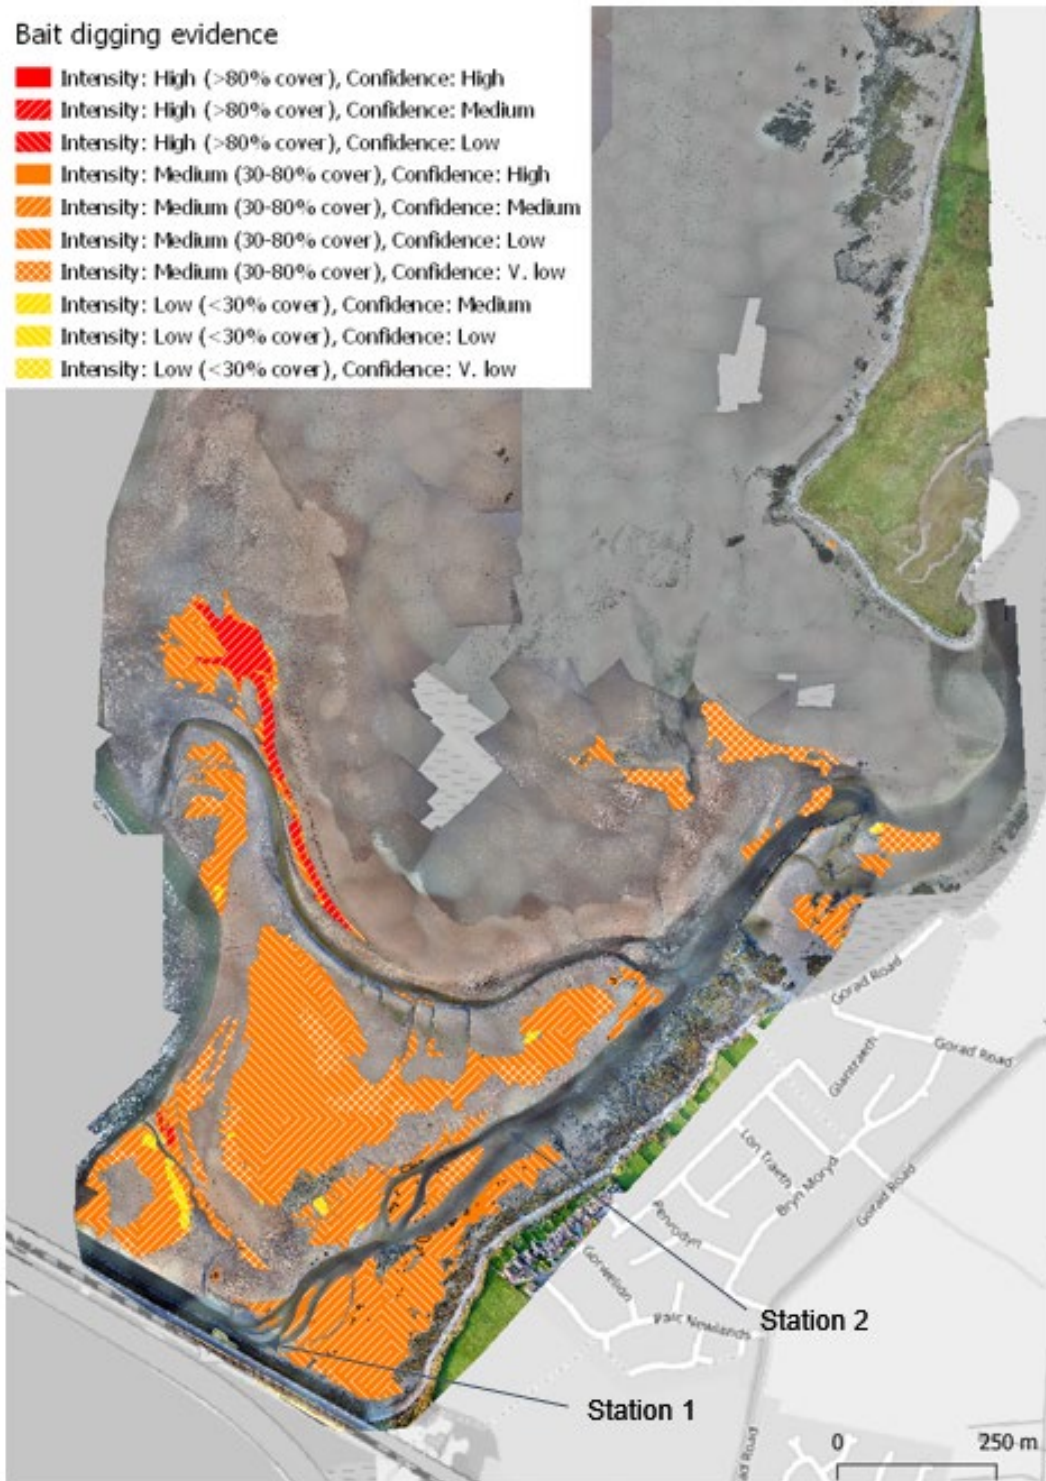 Bait digging evidence
Intensity: High (>80% cover), Confidence: High
Intensity: High (>80% cover), Confidence: Medium
Intensity: High (>80% cover), Confidence: Low
Intensity: Medium (30-80% cover), Confidence: High
Intensity: Medium (30-80% cover), Confidence: Medium
Intensity: Medium (30-80% cover), Confidence: Low
Intensity: Medium (30-80% cover), Confidence: V. low
Intensity: Low (<30% cover), Confidence: Medium
Intensity: Low (<30% cover), Confidence: Low
Intensity: Low (<30% cover), Confidence: V. low
Gorad Road
Gorad Road
Glantraeth
Lon Traeth
Bryn Moryd
Gorad Road
Penrodyn
Gorwelion
Parc Newlands
Station 2
Station 1
ad Road
0 250 m